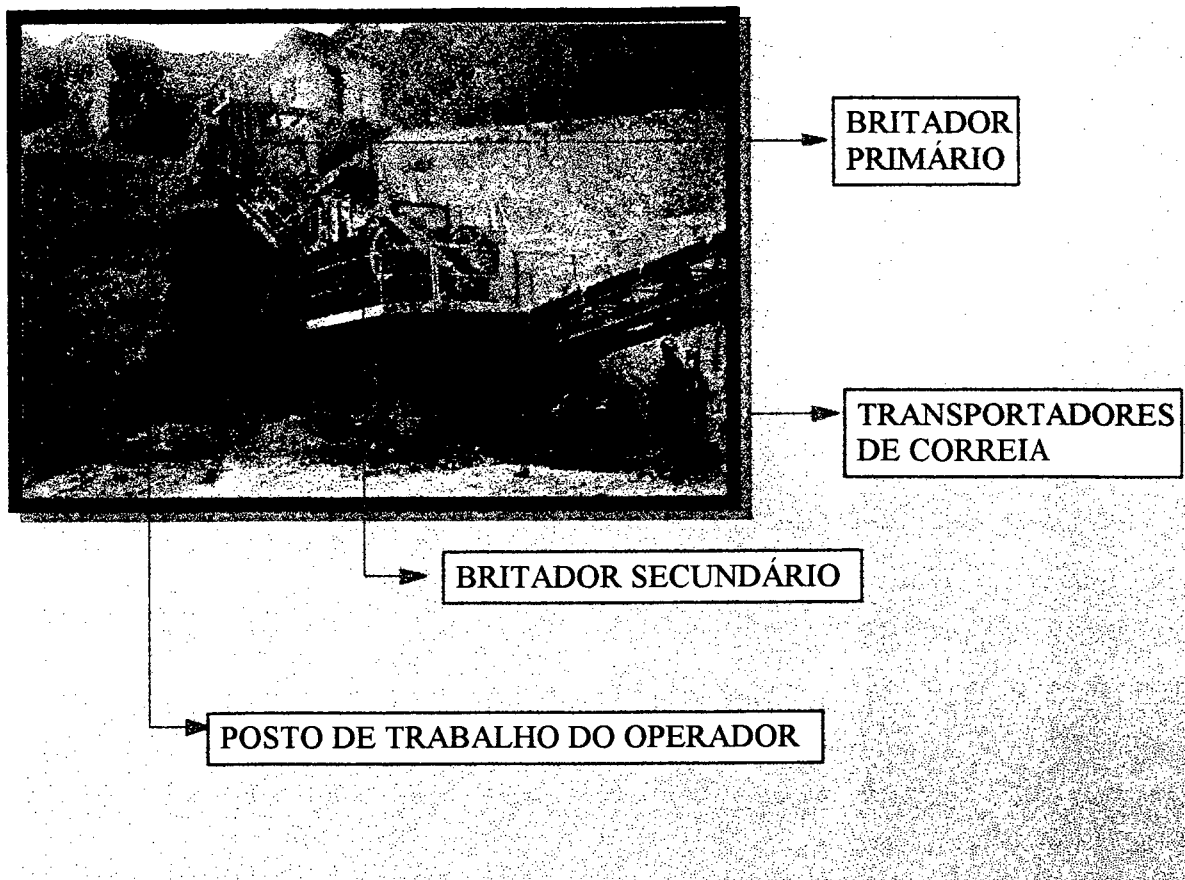 BRITADOR
PRIMÁRIO
TRANSPORTADORES
DE CORREIA
BRITADOR SECUNDÁRIO
POSTO DE TRABALHO DO OPERADOR